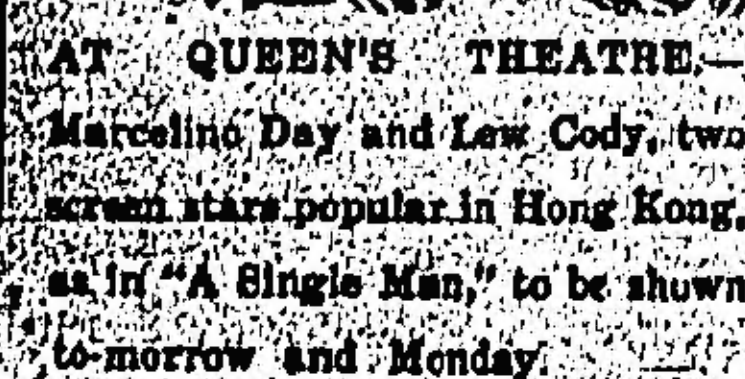 AT QUEEN'S THEATRE.—
Marceline Day and Lew Cody, two
screen stars popular in Hong Kong,
as in "A Single Man," to be shown
to-morrow and Monday.